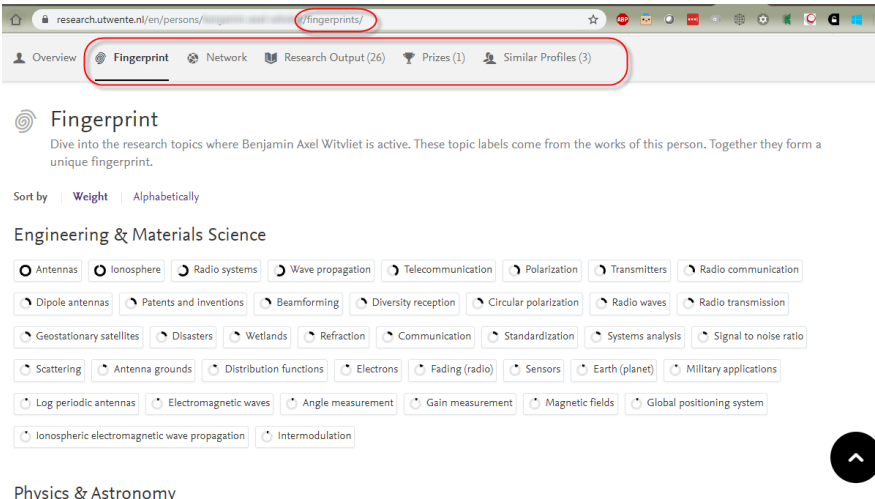 research.utwente.nl/en/persons/ /fingerprints/
ABP
Overview Fingerprint Network Research Output (26) Prizes (1) Similar Profiles (3)
Fingerprint
Dive into the research topics where Benjamin Axel Witvliet is active. These topic labels come from the works of this person. Together they form a
unique fingerprint.
Sort by Weight Alphabetically
Engineering & Materials Science
Antennas Ionosphere Radio systems Wave propagation Telecommunication Polarization Transmitters Radio communication
Dipole antennas Patents and inventions Beamforming Diversity reception Circular polarization Radio waves Radio transmission
Geostationary satellites Disasters Wetlands Refraction Communication Standardization Systems analysis Signal to noise ratio
Scattering Antenna grounds Distribution functions Electrons Fading (radio) Sensors Earth (planet) Military applications
Log periodic antennas Electromagnetic waves Angle measurement Gain measurement Magnetic fields Global positioning system
Ionospheric electromagnetic wave propagation Intermodulation
Physics & Astronomy